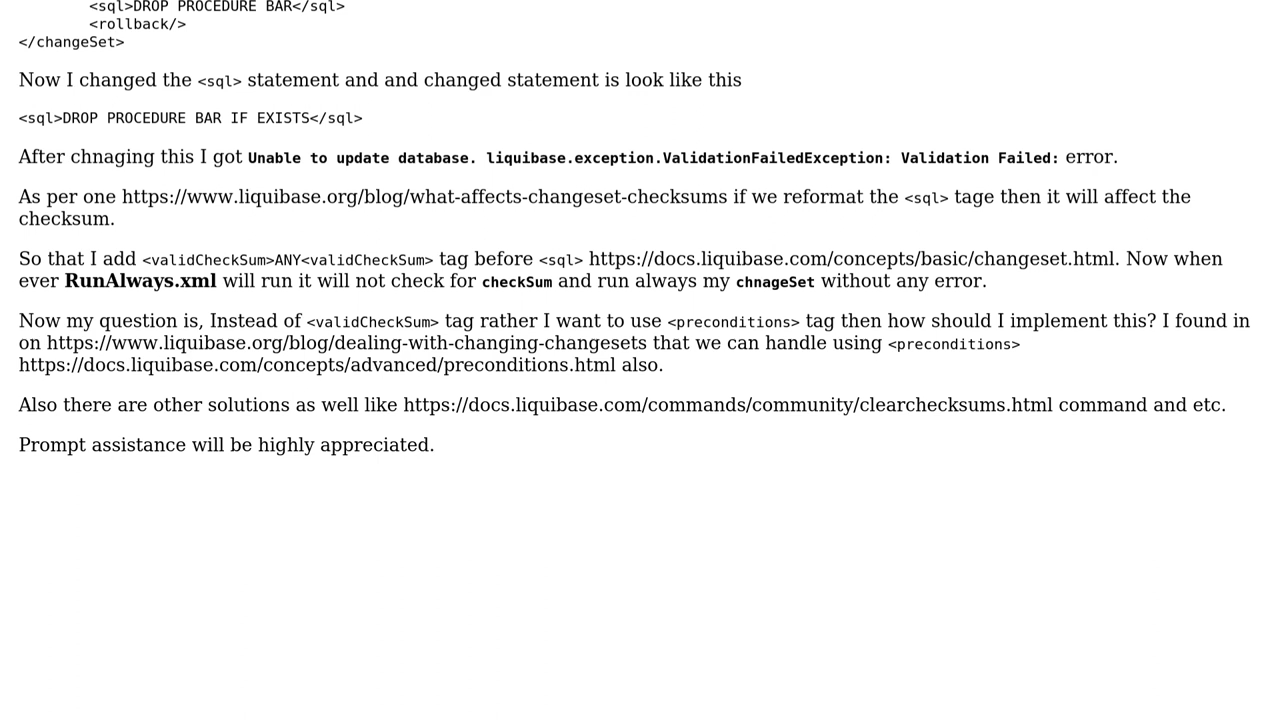 <sql>DROP PROCEDURE BAR</sql>
<rollback/>
</changeSet>
Now I changed the <sql> statement and and changed statement is look like this
<sql>DROP PROCEDURE BAR IF EXISTS</sql>
After chnaging this I got Unable to update database. liquibase.exception.ValidationFailedException: Validation Failed: error.
As per one https://www.liquibase.org/blog/what-affects-changeset-checksums if we reformat the <sql> tage then it will affect the
checksum.
So that I add <validCheckSum>ANY<validCheckSum> tag before <sql> https://docs.liquibase.com/concepts/basic/changeset.html. Now when
ever RunAlways.xml will run it will not check for checkSum and run always my chnageSet without any error.
Now my question is, Instead of <validCheckSum> tag rather I want to use <preconditions> tag then how should I implement this? I found in
on https://www.liquibase.org/blog/dealing-with-changing-changesets that we can handle using <preconditions>
https://docs.liquibase.com/concepts/advanced/preconditions.html also.
Also there are other solutions as well like https://docs.liquibase.com/commands/community/clearchecksums.html command and etc.
Prompt assistance will be highly appreciated.